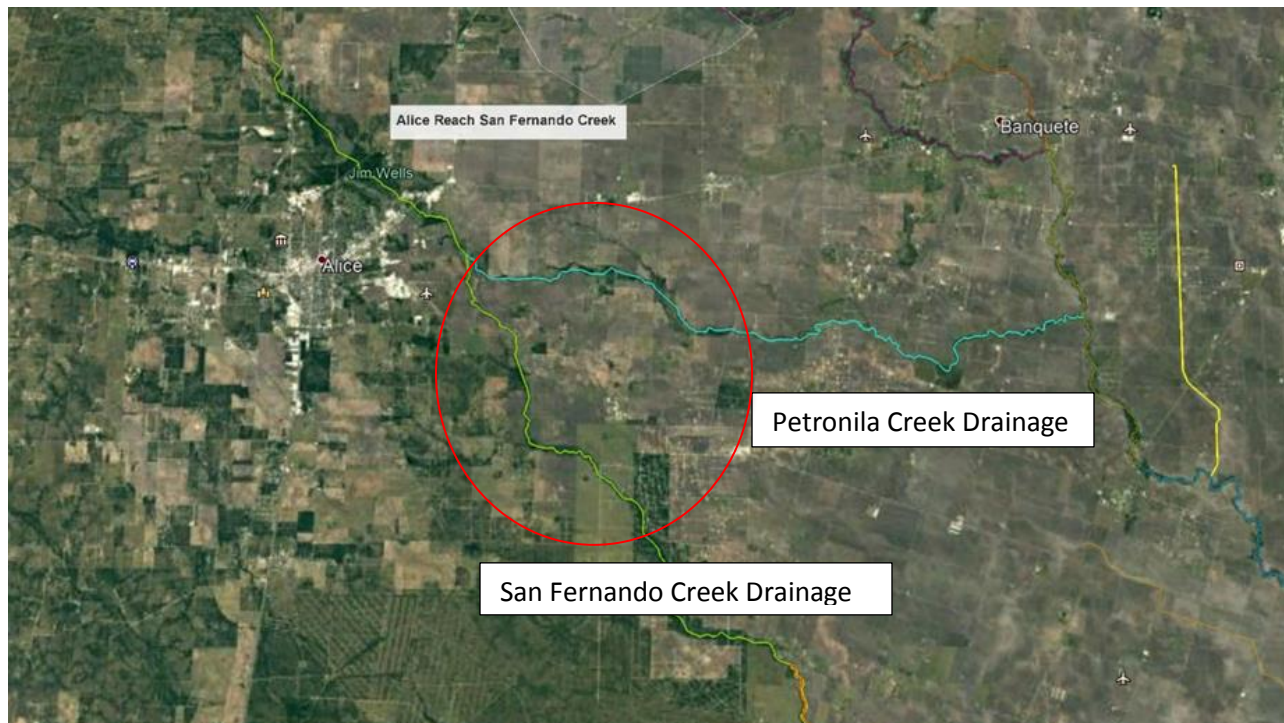 Alice Reach San Fernando Creek
Banquete
Jim Wells
Alice
Petronila Creek Drainage
San Fernando Creek Drainage